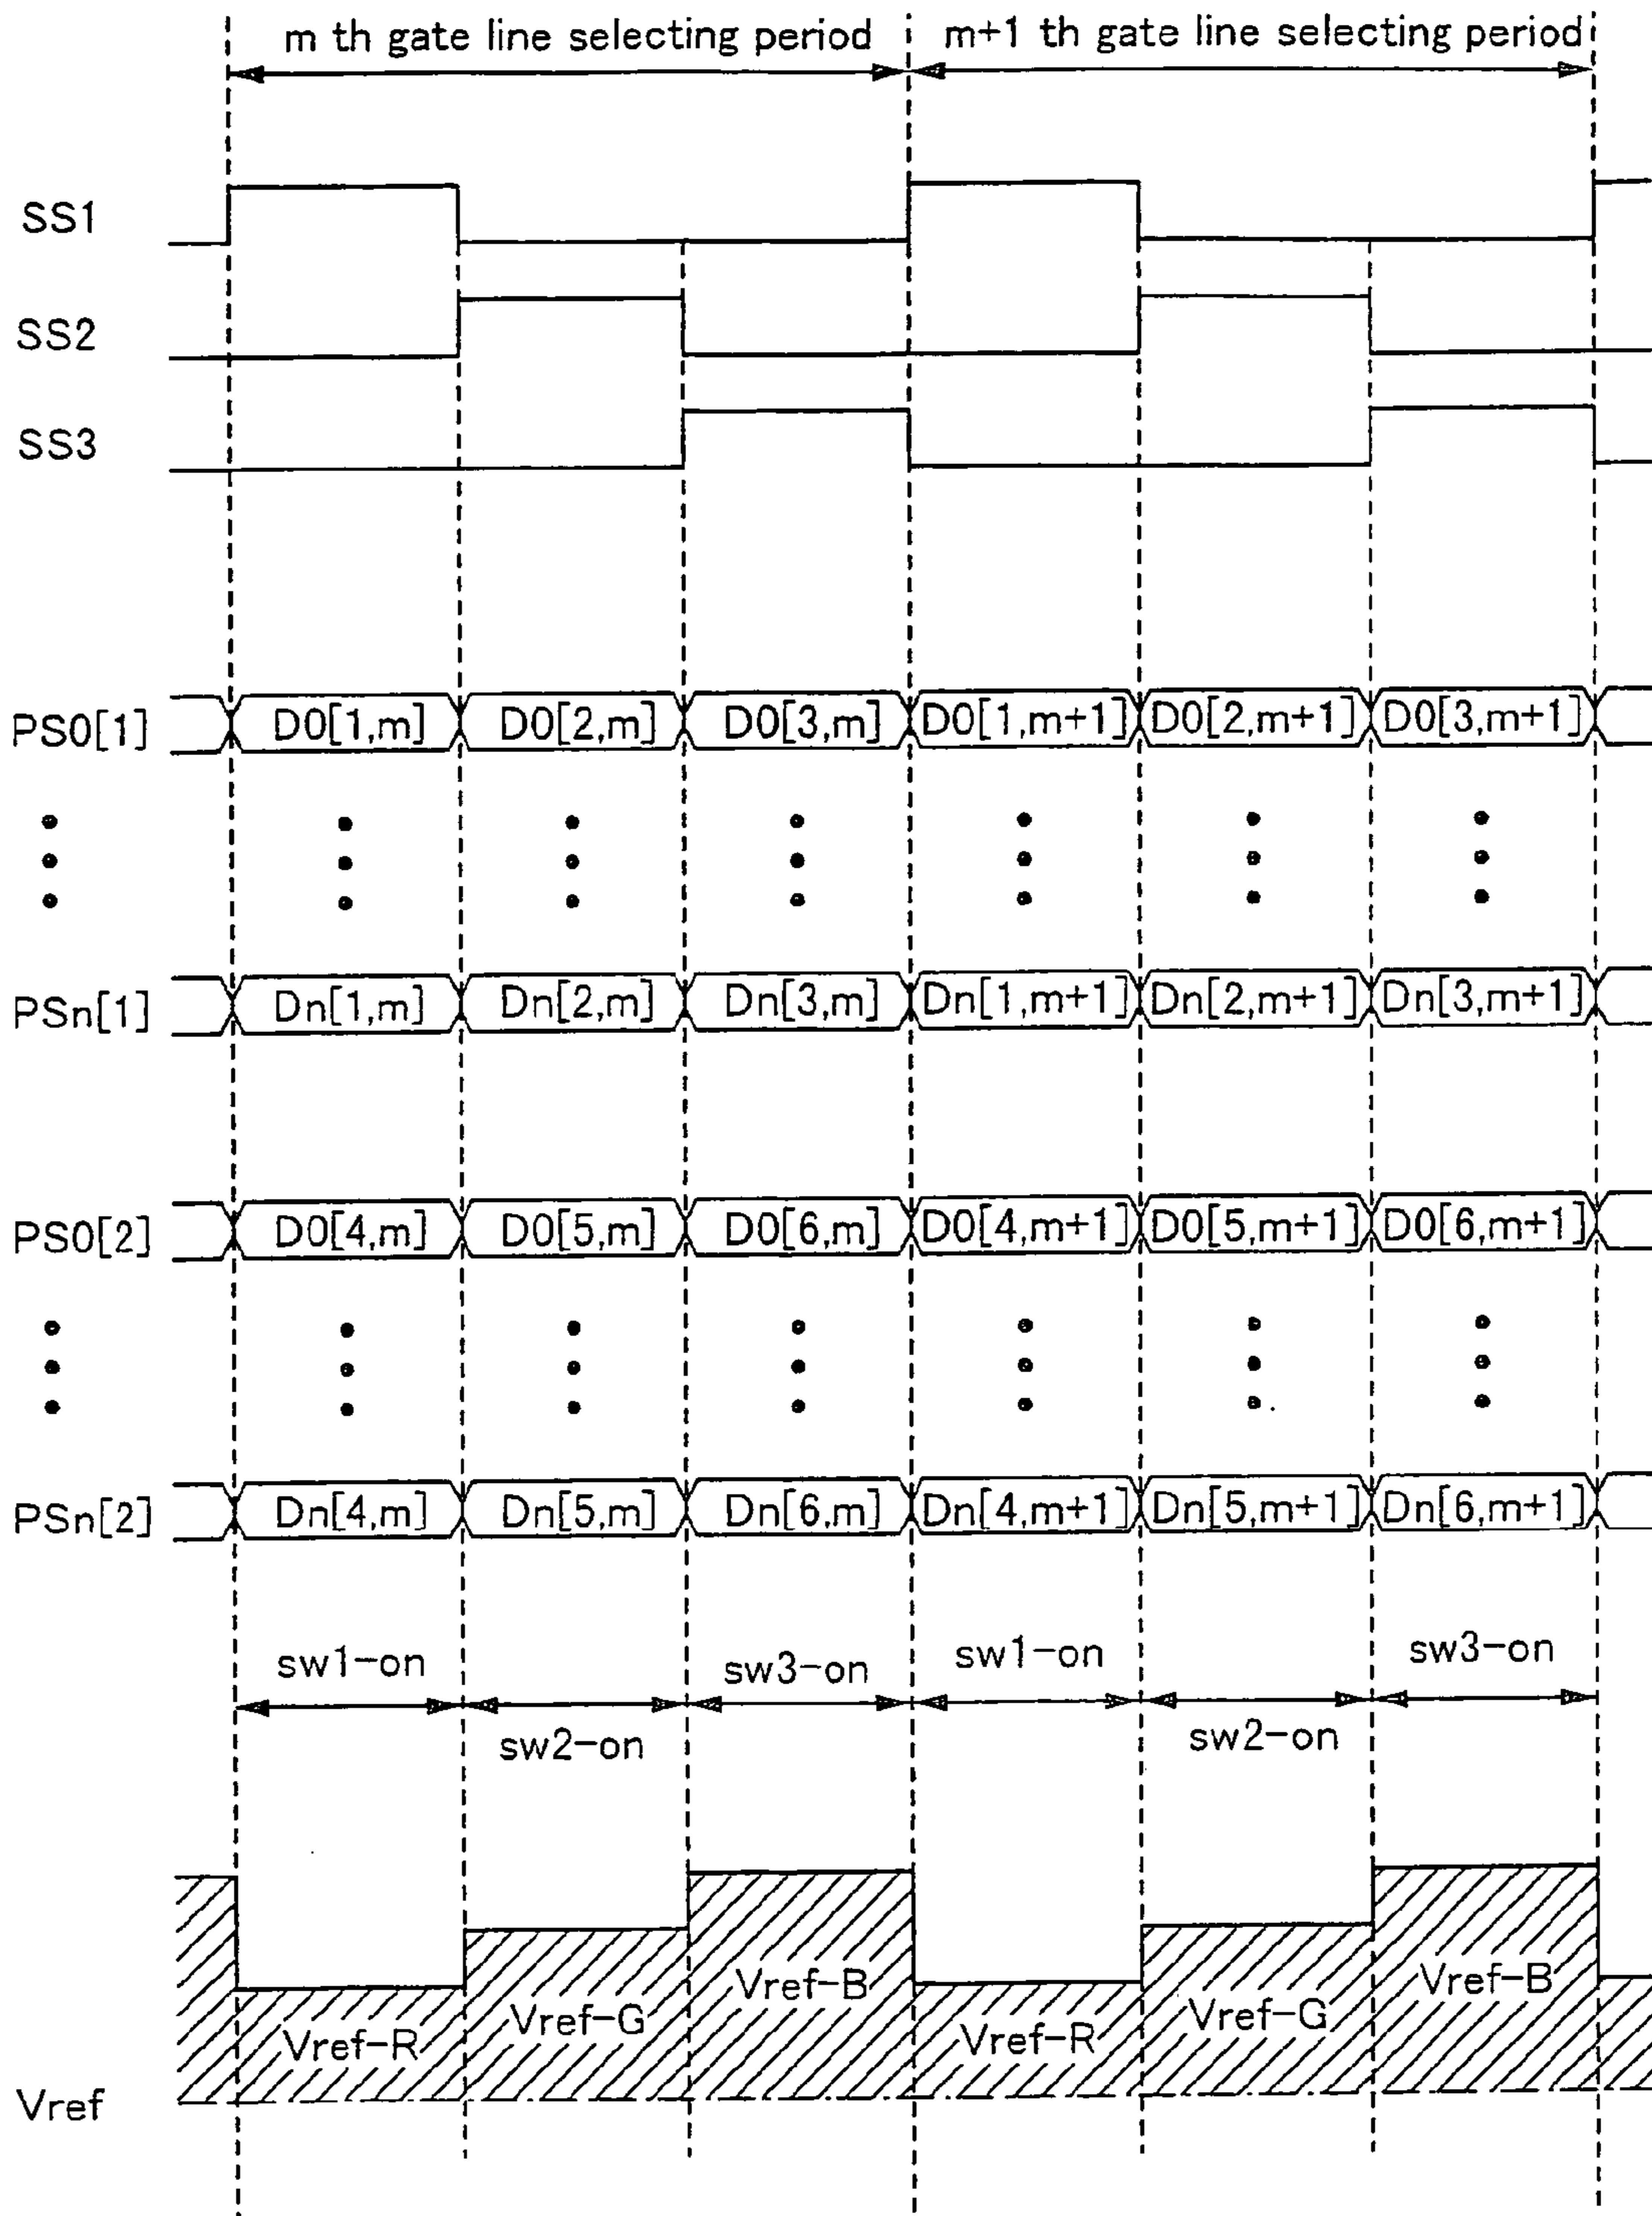 m th gate line selecting period m+1 th gate line selecting period
SS1
SS2
SS3
PS0[1] D0[1,m] D0[2,m] D0[3,m] D0[1,m+1] D0[2,m+1] D0[3,m+1]
PSn[1] Dn[1,m] Dn[2,m] Dn[3,m] Dn[1,m+1] Dn[2,m+1] Dn[3,m+1]
PS0[2] D0[4,m] D0[5,m] D0[6,m] D0[4,m+1] D0[5,m+1] D0[6,m+1]
PSn[2] Dn[4,m] Dn[5,m] Dn[6,m] Dn[4,m+1] Dn[5,m+1] Dn[6,m+1]
sw1-on sw3-on sw1-on sw3-on
sw2-on sw2-on
Vref-R Vref-G Vref-B Vref-R Vref-G Vref-B
Vref